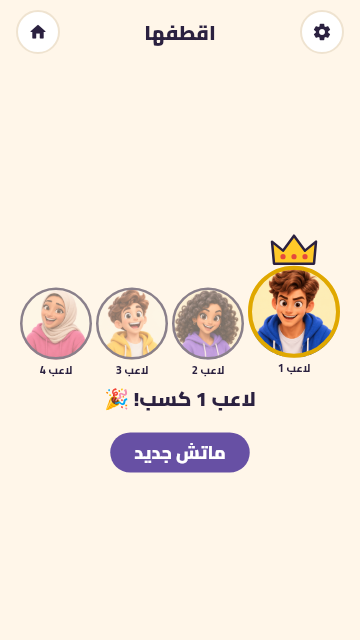 اقطفها
لاعب 1
لاعب 2
لاعب 3
لاعب 4
لاعب 1 كسب! 🎉
ماتش جديد